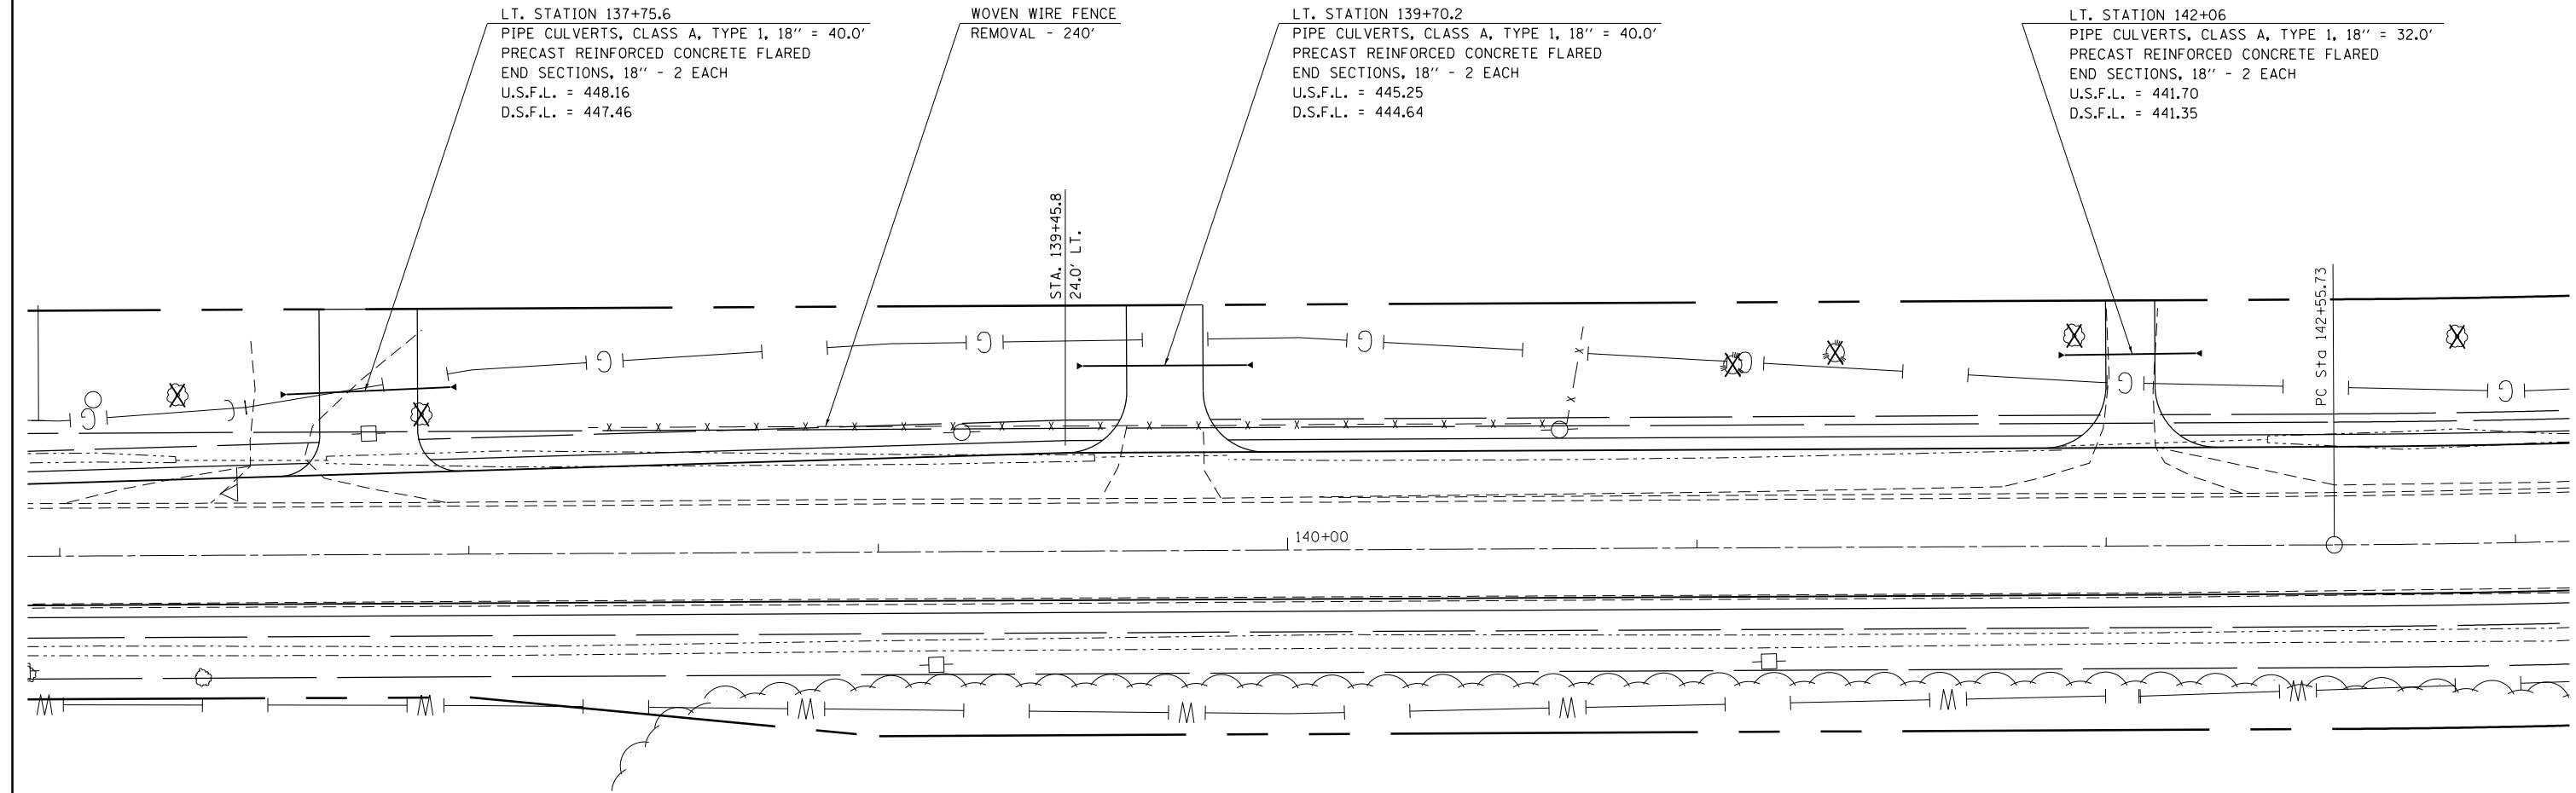 LT. STATION 137+75.6
PIPE CULVERTS, CLASS A, TYPE 1, 18'' = 40.0'
PRECAST REINFORCED CONCRETE FLARED
END SECTIONS, 18'' - 2 EACH
U.S.F.L. = 448.16
D.S.F.L. = 447.46
WOVEN WIRE FENCE
REMOVAL - 240'
LT. STATION 139+70.2
PIPE CULVERTS, CLASS A, TYPE 1, 18'' = 40.0'
PRECAST REINFORCED CONCRETE FLARED
END SECTIONS, 18'' - 2 EACH
U.S.F.L. = 445.25
D.S.F.L. = 444.64
LT. STATION 142+06
PIPE CULVERTS, CLASS A, TYPE 1, 18'' = 32.0'
PRECAST REINFORCED CONCRETE FLARED
END SECTIONS, 18'' - 2 EACH
U.S.F.L. = 441.70
D.S.F.L. = 441.35
STA. 139+45.8
24.0' LT.
PC Sta 142+55.73
G G G G G G G
140+00
M M M M M M M